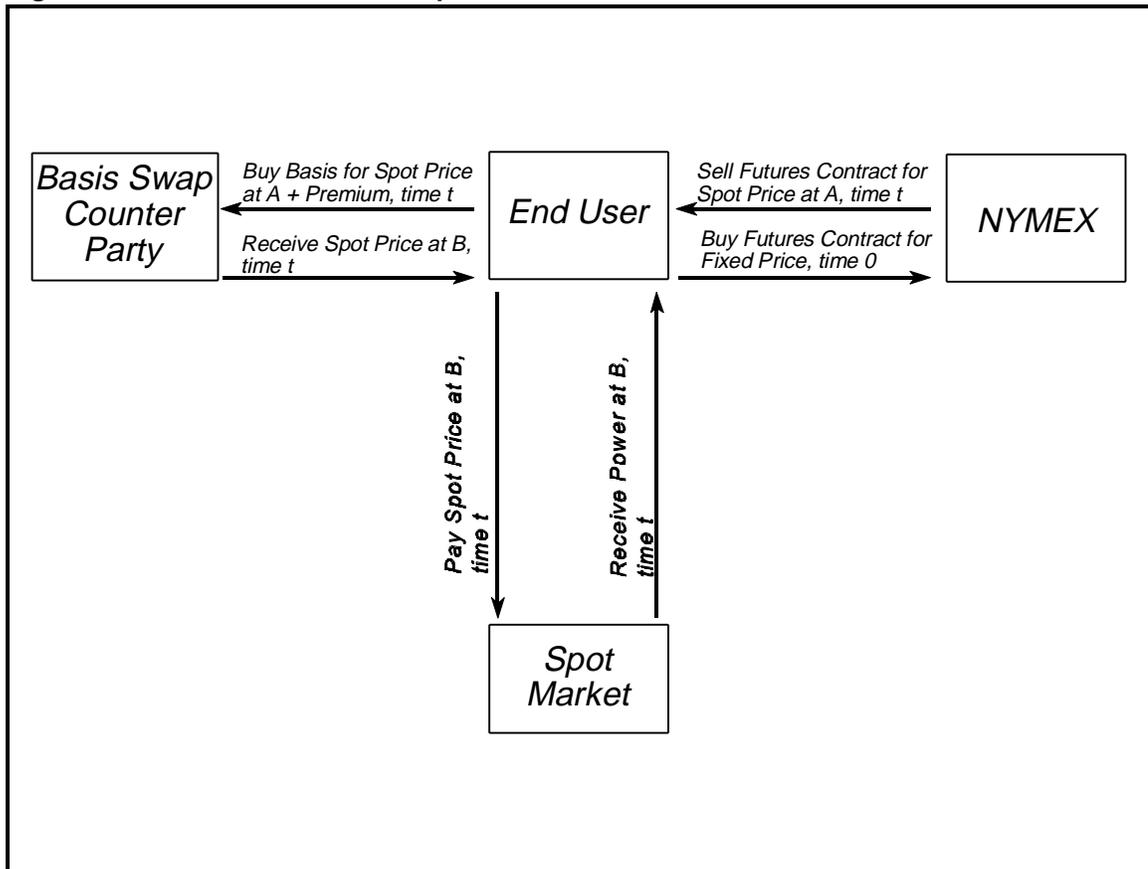 Basis Swap
Counter
Party
Buy Basis for Spot Price
at A + Premium, time t
Receive Spot Price at B,
time t
End User
Sell Futures Contract for
Spot Price at A, time t
Buy Futures Contract for
Fixed Price, time 0
NYMEX
Pay Spot Price at B,
time t
Receive Power at B,
time t
Spot
Market